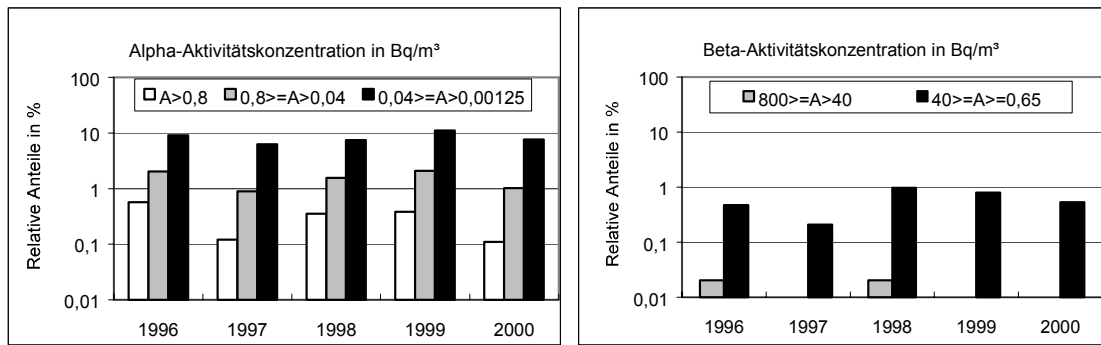 Alpha-Aktivitätskonzentration in Bq/m³
Relative Anteile in %
100
10
1
0,1
0,01
A>0,8 0,8>=A>0,04 0,04>=A>0,00125
1996 1997 1998 1999 2000
Beta-Aktivitätskonzentration in Bq/m³
Relative Anteile in %
100
10
1
0,1
0,01
800>=A>40 40>=A>=0,65
1996 1997 1998 1999 2000